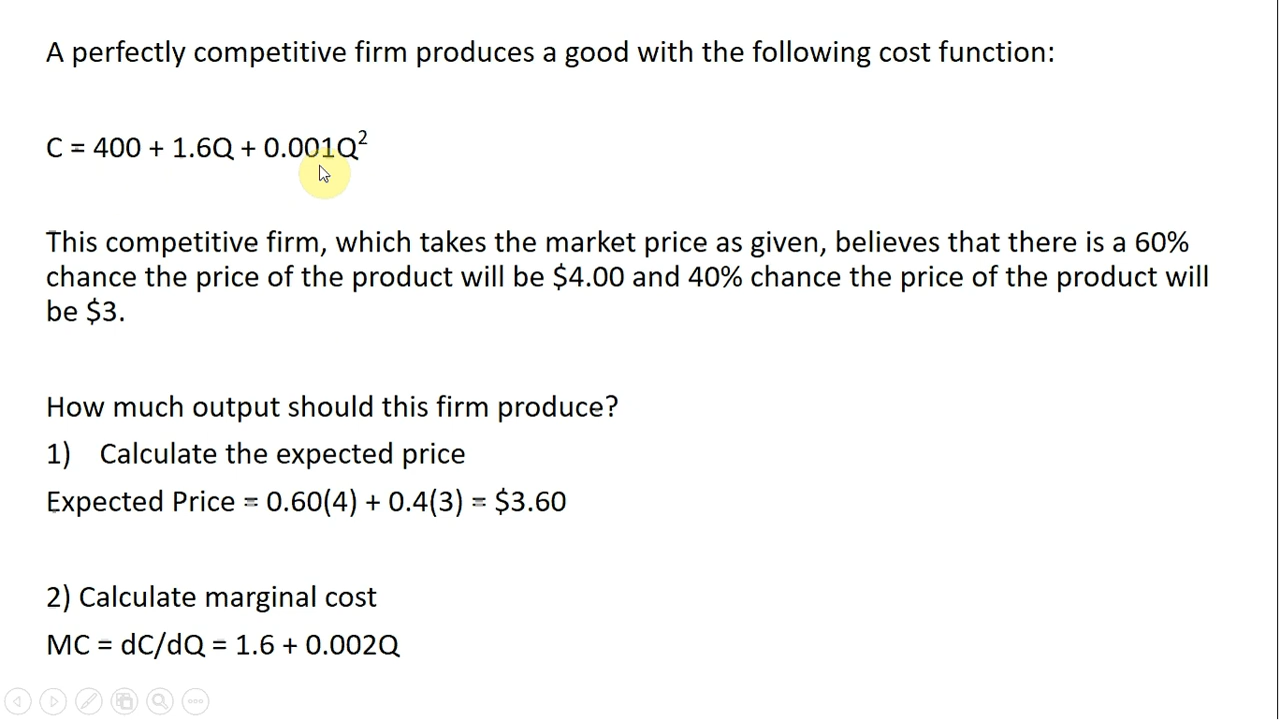 A perfectly competitive firm produces a good with the following cost function:
C = 400 + 1.6Q + 0.001Q²
This competitive firm, which takes the market price as given, believes that there is a 60%
chance the price of the product will be $4.00 and 40% chance the price of the product will
be $3.
How much output should this firm produce?
1) Calculate the expected price
Expected Price = 0.60(4) + 0.4(3) = $3.60
2) Calculate marginal cost
MC = dC/dQ = 1.6 + 0.002Q